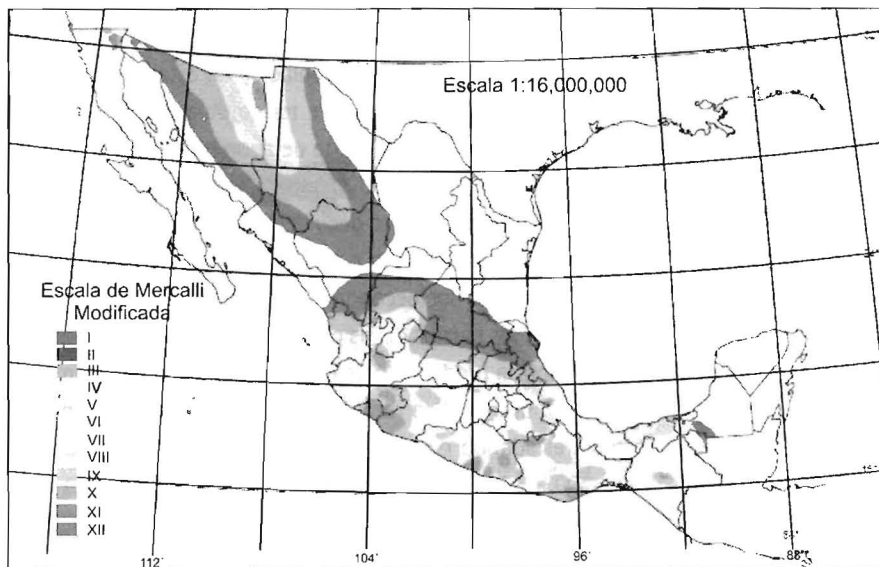 Escala 1:16,000,000
Escala de Mercalli
Modificada
I
II
III
IV
V
VI
VII
VIII
IX
X
XI
XII
112°
104°
96°
88°